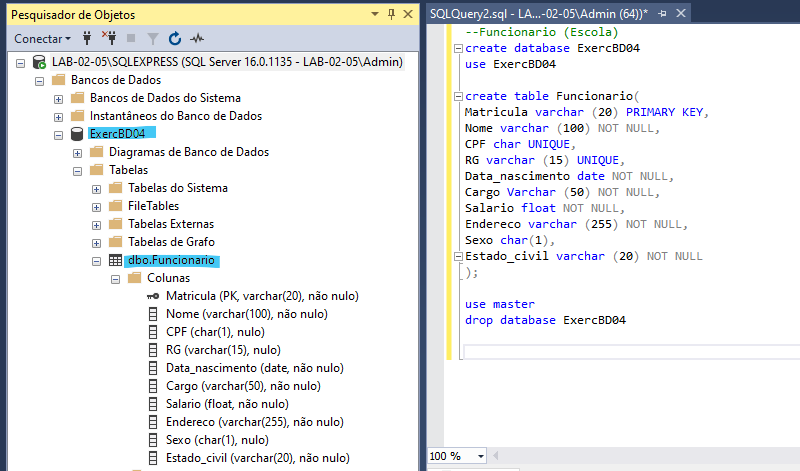 Pesquisador de Objetos
Conectar
LAB-02-05\SQLEXPRESS (SQL Server 16.0.1135 - LAB-02-05\Admin)
Bancos de Dados
Bancos de Dados do Sistema
Instantâneos do Banco de Dados
ExercBD04
Diagramas de Banco de Dados
Tabelas
Tabelas do Sistema
FileTables
Tabelas Externas
Tabelas de Grafo
dbo.Funcionario
Colunas
Matricula (PK, varchar(20), não nulo)
Nome (varchar(100), não nulo)
CPF (char(1), nulo)
RG (varchar(15), nulo)
Data_nascimento (date, não nulo)
Cargo (varchar(50), não nulo)
Salario (float, não nulo)
Endereco (varchar(255), não nulo)
Sexo (char(1), nulo)
Estado_civil (varchar(20), não nulo)
SQLQuery2.sql - LA...-02-05\Admin (64))*
--Funcionario (Escola)
create database ExercBD04
use ExercBD04
create table Funcionario(
Matricula varchar (20) PRIMARY KEY,
Nome varchar (100) NOT NULL,
CPF char UNIQUE,
RG varchar (15) UNIQUE,
Data_nascimento date NOT NULL,
Cargo Varchar (50) NOT NULL,
Salario float NOT NULL,
Endereco varchar (255) NOT NULL,
Sexo char(1),
Estado_civil varchar (20) NOT NULL
);
use master
drop database ExercBD04
100 %